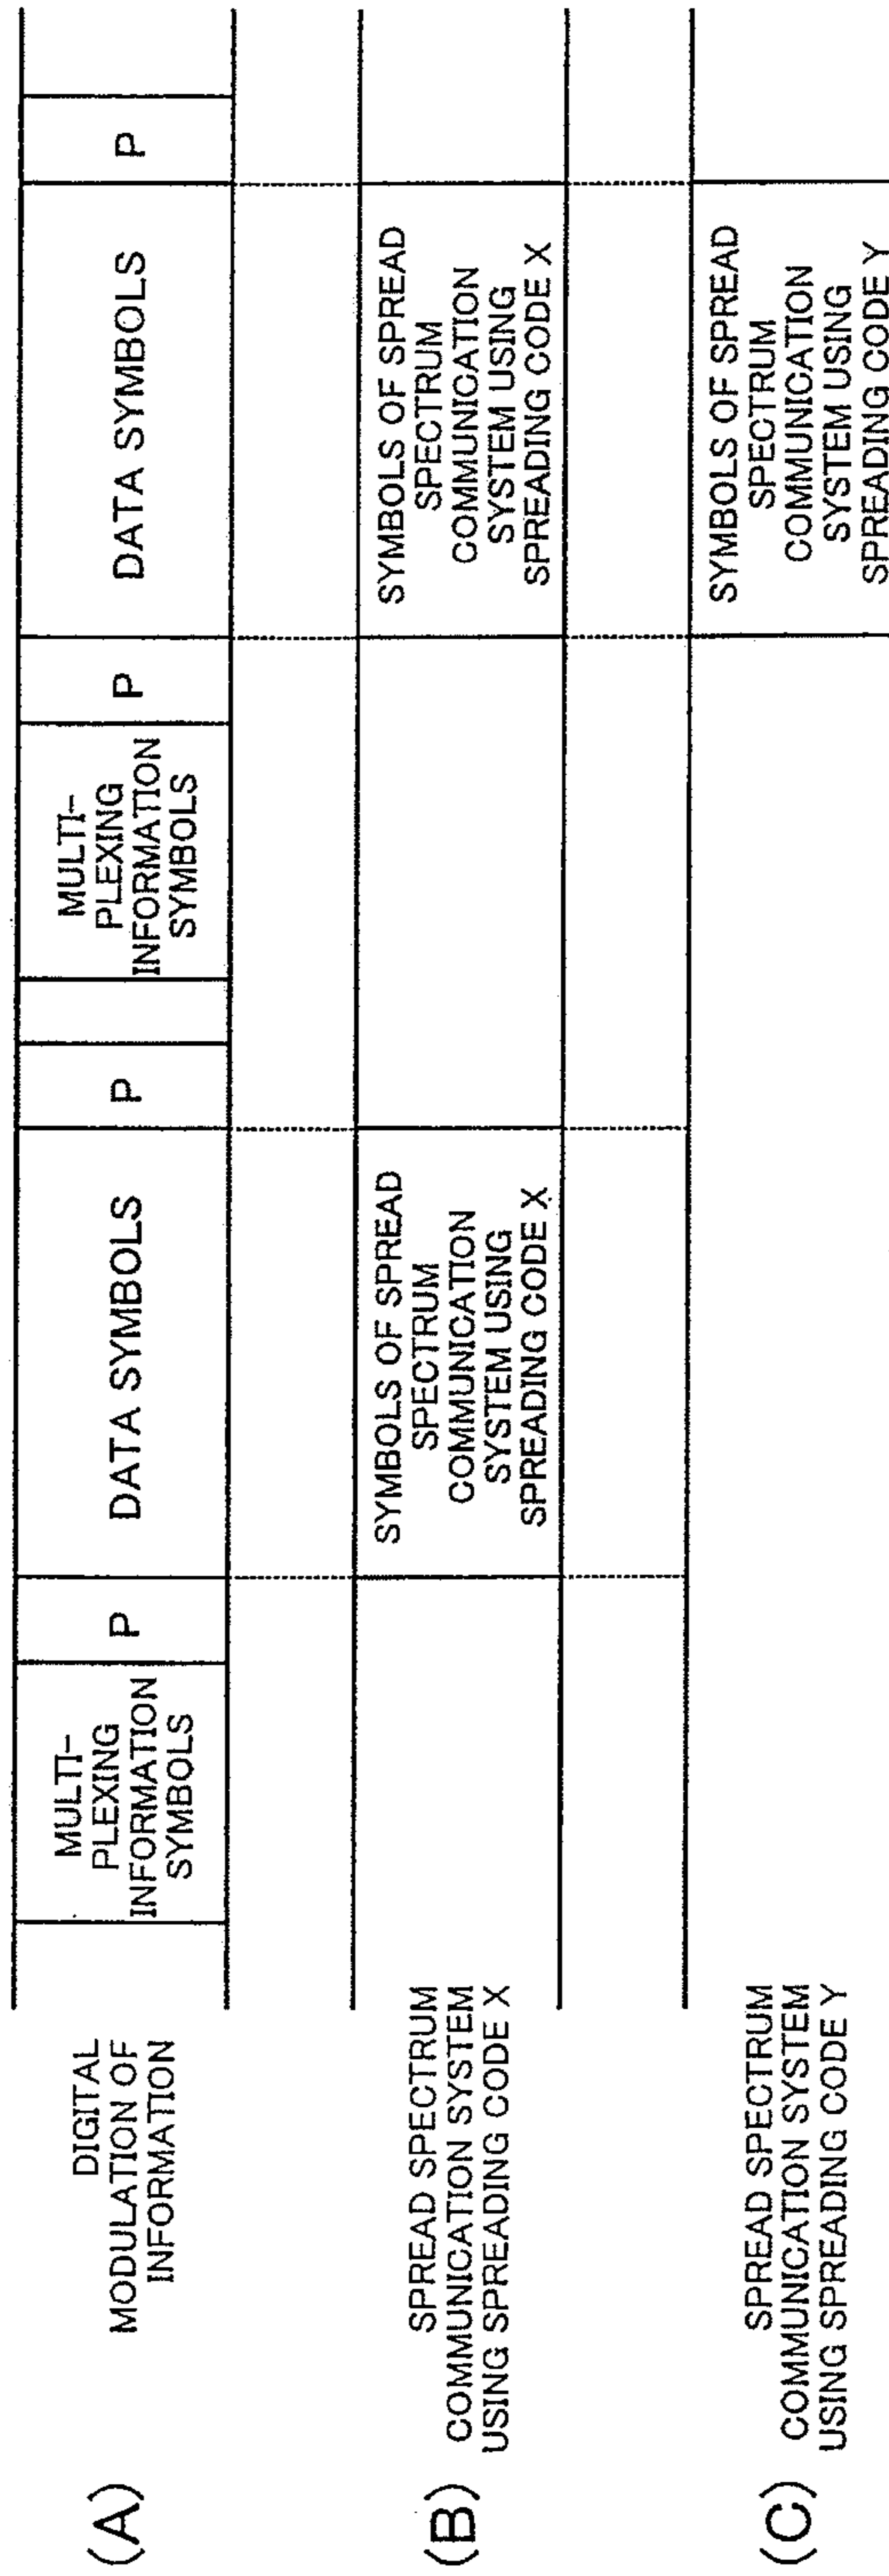 (A)
DIGITAL
MODULATION OF
INFORMATION
MULTI-
PLEXING
INFORMATION
SYMBOLS
P
DATA SYMBOLS
P
MULTI-
PLEXING
INFORMATION
SYMBOLS
P
DATA SYMBOLS
P
(B)
SPREAD SPECTRUM
COMMUNICATION SYSTEM
USING SPREADING CODE X
SYMBOLS OF SPREAD
SPECTRUM
COMMUNICATION
SYSTEM USING
SPREADING CODE X
SYMBOLS OF SPREAD
SPECTRUM
COMMUNICATION
SYSTEM USING
SPREADING CODE X
(C)
SPREAD SPECTRUM
COMMUNICATION SYSTEM
USING SPREADING CODE Y
SYMBOLS OF SPREAD
SPECTRUM
COMMUNICATION
SYSTEM USING
SPREADING CODE Y